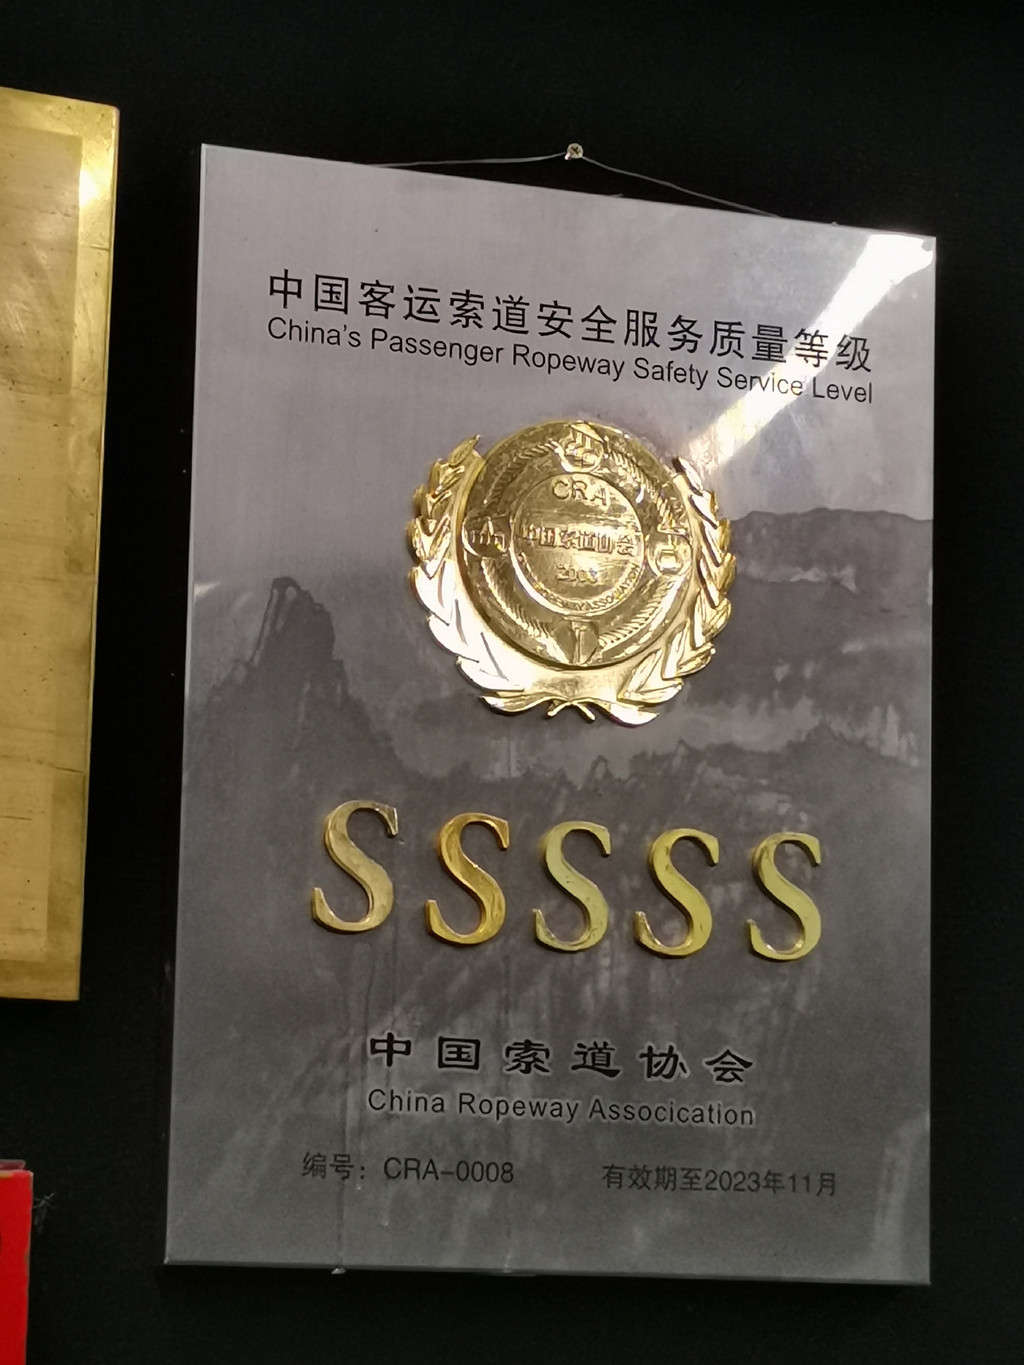 中国客运索道安全服务质量等级
China's Passenger Ropeway Safety Service Level
CRA
中国索道协会
2003
SSSSS
中国索道协会
China Ropeway Assocication
编号：CRA-0008
有效期至2023年11月